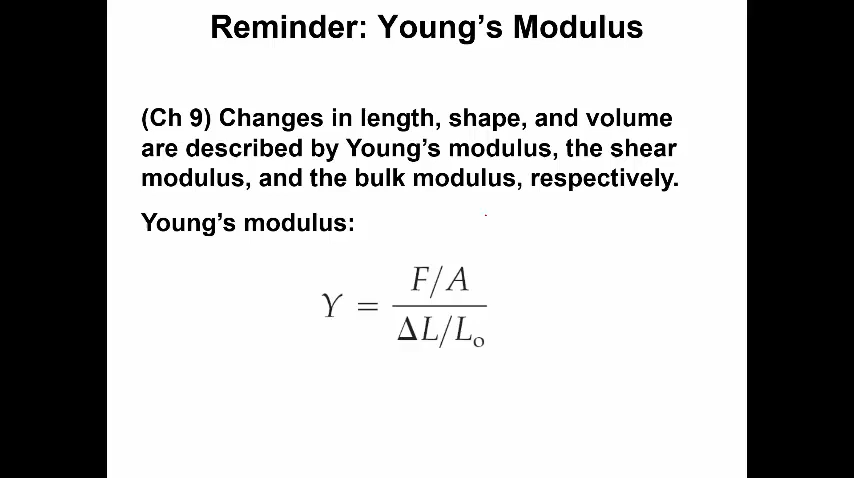 Reminder: Young’s Modulus
(Ch 9) Changes in length, shape, and volume
are described by Young’s modulus, the shear
modulus, and the bulk modulus, respectively.
Young’s modulus:
Y = (F/A) / (ΔL/Lₒ)